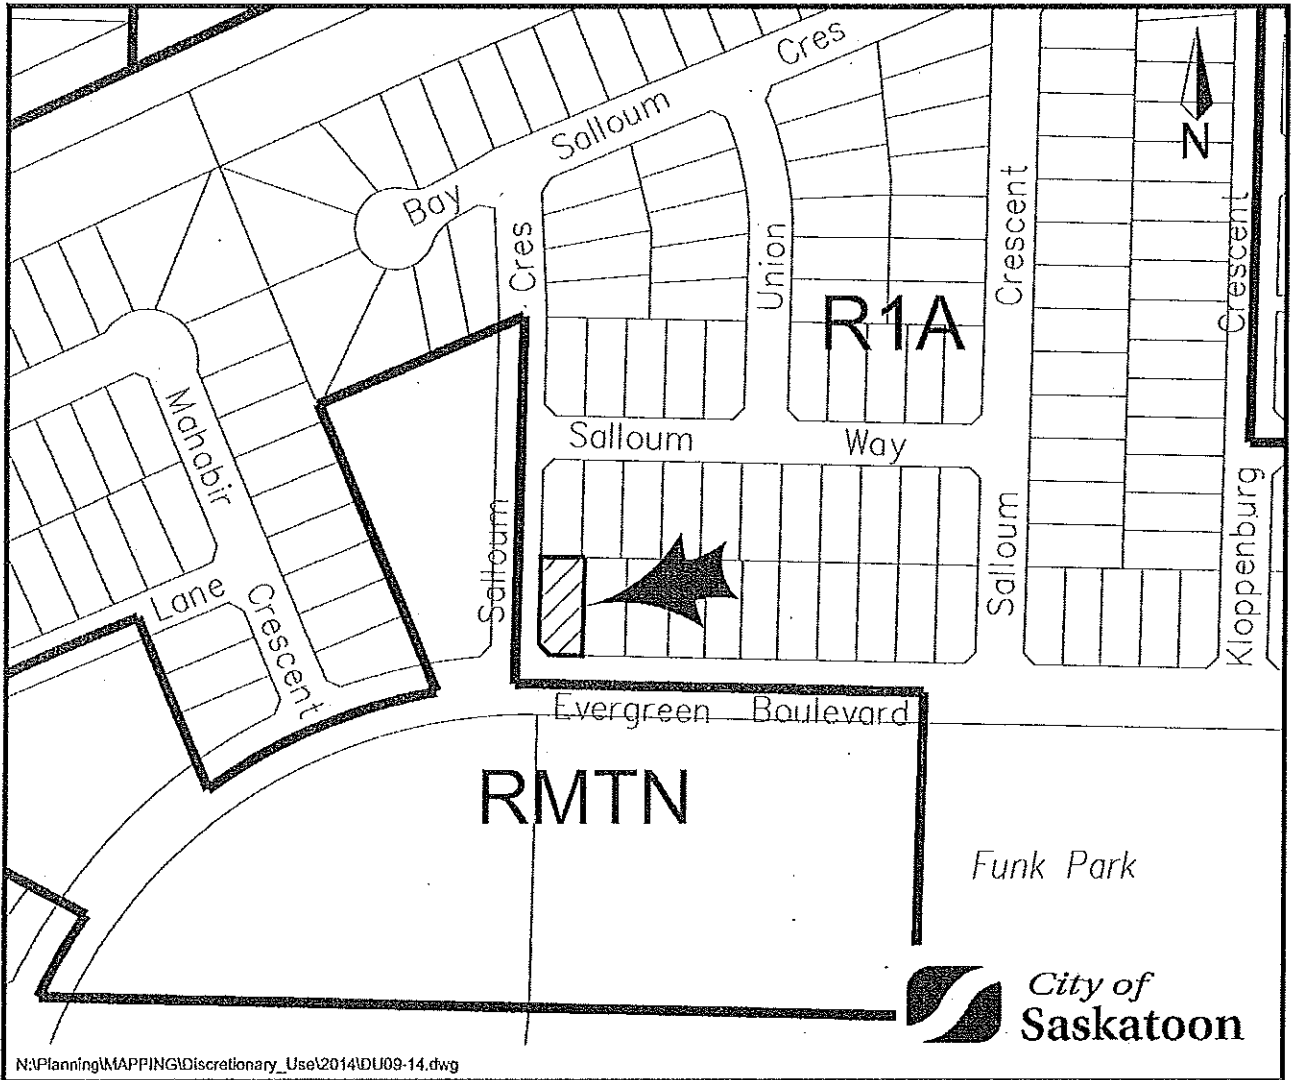 Cres
Salloum
N
Bay
Cres
Union
Crescent
Crescent
R1A
Mahabir
Salloum
Way
Salloum
Salloum
Kloppenburg
Lane
Crescent
Evergreen Boulevard
RMTN
Funk Park
City of
Saskatoon
N:\Planning\MAPPING\Discretionary_Use\2014\DU09-14.dwg